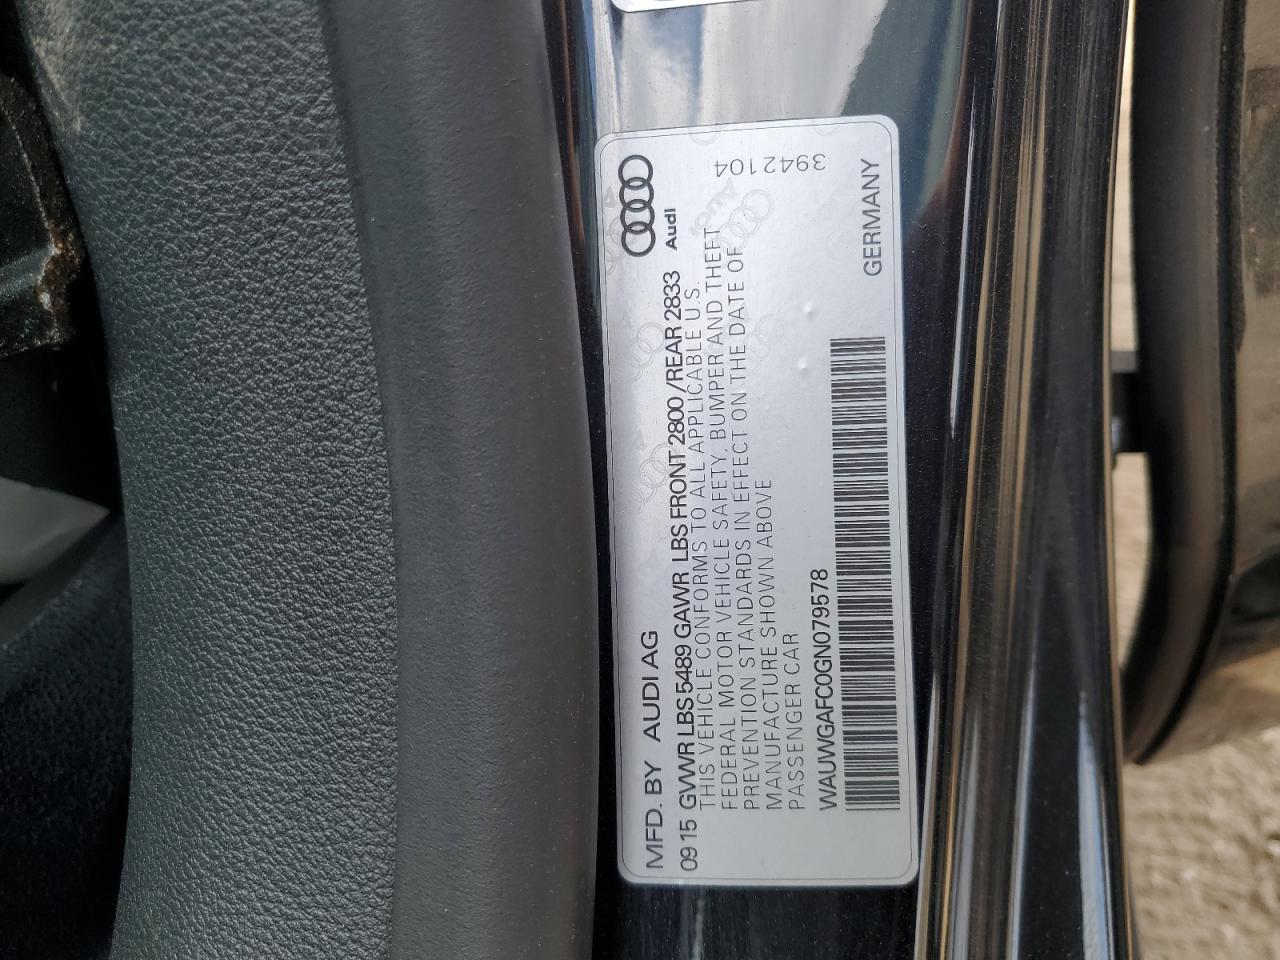 MFD. BY AUDI AG
Audi
09 15 GVWR LBS 5489 GAWR LBS FRONT 2800 /REAR 2833
THIS VEHICLE CONFORMS TO ALL APPLICABLE U.S.
FEDERAL MOTOR VEHICLE SAFETY, BUMPER AND THEFT
PREVENTION STANDARDS IN EFFECT ON THE DATE OF
MANUFACTURE SHOWN ABOVE
PASSENGER CAR
3942104
WAUWGAFC0GN079578
GERMANY